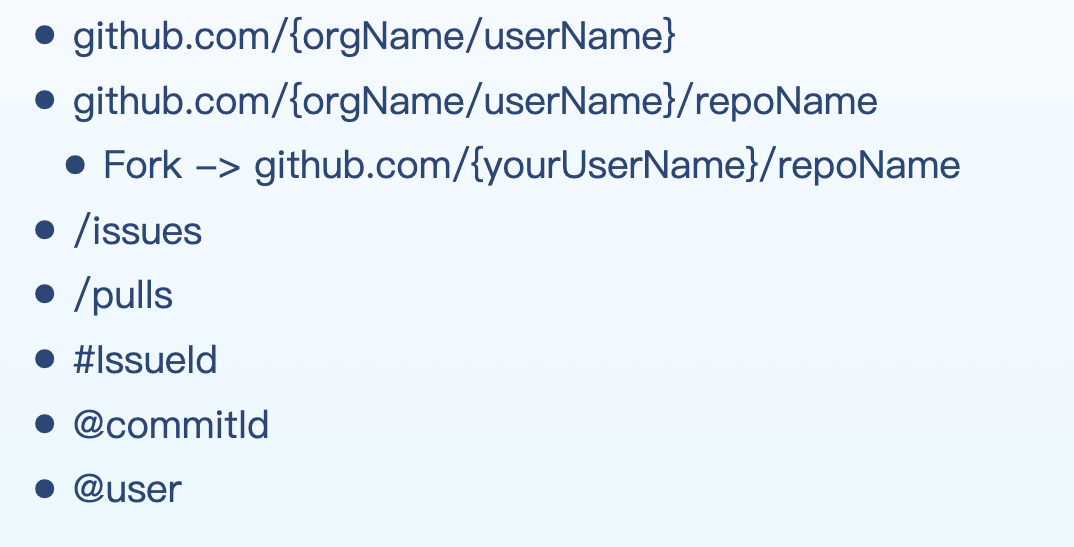 • github.com/{orgName/userName}
• github.com/{orgName/userName}/repoName
• Fork -> github.com/{yourUserName}/repoName
• /issues
• /pulls
• #IssueId
• @commitId
• @user